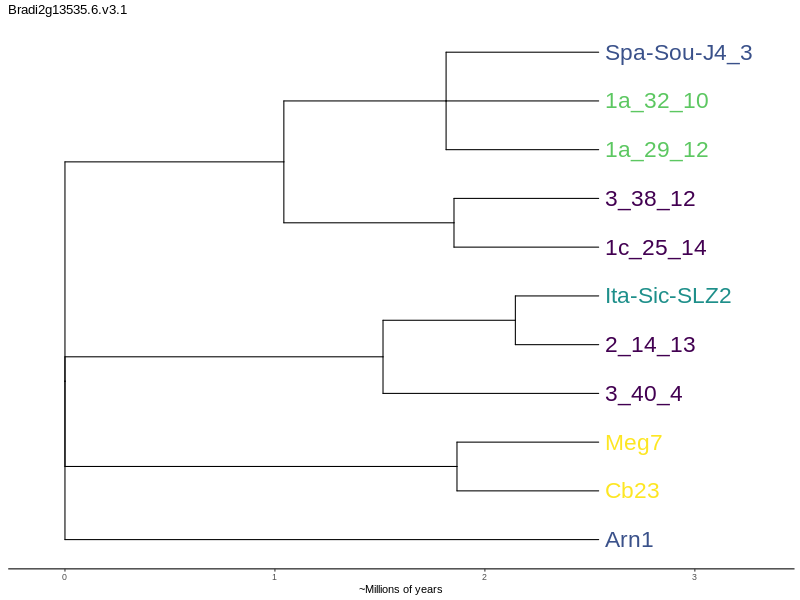 Bradi2g13535.6.v3.1
Spa-Sou-J4_3
1a_32_10
1a_29_12
3_38_12
1c_25_14
Ita-Sic-SLZ2
2_14_13
3_40_4
Meg7
Cb23
Arn1
0 1 2 3
~Millions of years